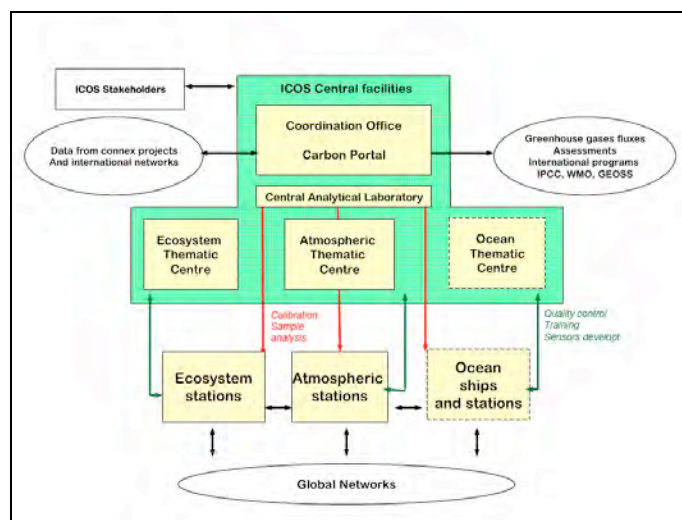 ICOS Stakeholders
ICOS Central facilities
Data from connex projects
And international networks
Coordination Office
Carbon Portal
Greenhouse gases fluxes
Assessments
International programs
IPCC, WMO, GEOSS
Central Analytical Laboratory
Ecosystem
Thematic
Centre
Atmospheric
Thematic
Centre
Ocean
Thematic
Centre
Calibration
Sample
analysis
Quality control
Training
Sensors developt
Ecosystem
stations
Atmospheric
stations
Ocean
ships
and stations
Global Networks